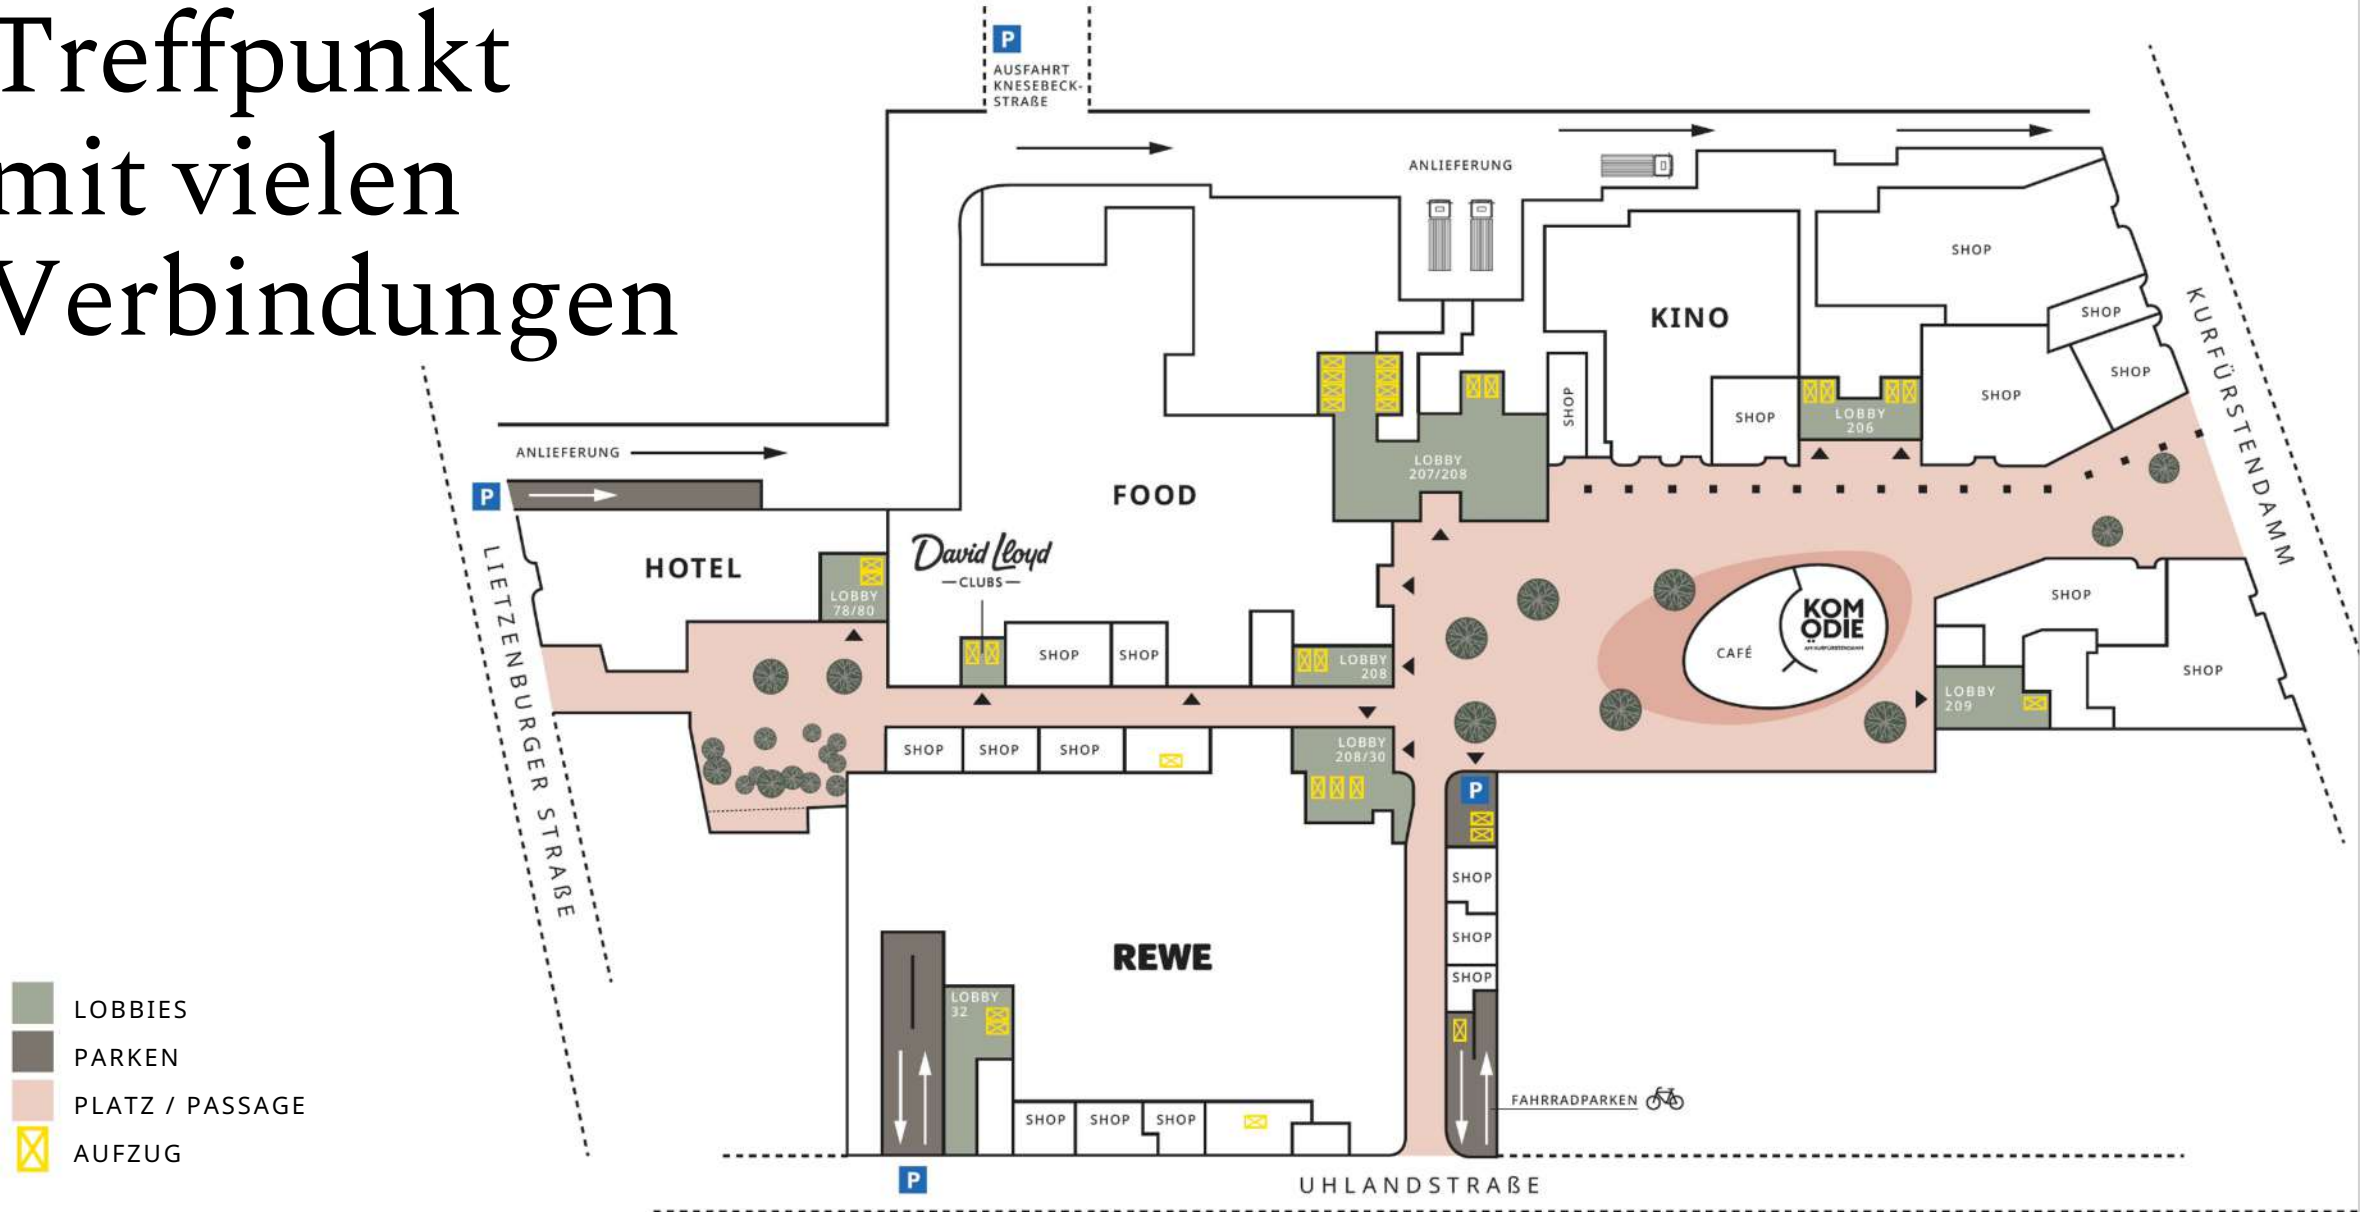 Treffpunkt
mit vielen
Verbindungen
P
AUSFAHRT
KNESEBECK-
STRAßE
ANLIEFERUNG
SHOP
SHOP
KINO
SHOP
SHOP
SHOP
SHOP
LOBBY
206
KURFÜRSTENDAMM
ANLIEFERUNG
P
LOBBY
207/208
FOOD
HOTEL
David Lloyd
—CLUBS—
LOBBY
78/80
LIETZENBURGER STRAßE
SHOP
SHOP
LOBBY
208
CAFÉ
KOM
ÖDIE
AM KURFÜRSTENDAMM
SHOP
SHOP
LOBBY
209
SHOP
SHOP
SHOP
LOBBY
208/30
P
SHOP
SHOP
SHOP
REWE
LOBBY
32
SHOP
SHOP
SHOP
FAHRRADPARKEN
P
UHLANDSTRAßE
LOBBIES
PARKEN
PLATZ / PASSAGE
AUFZUG